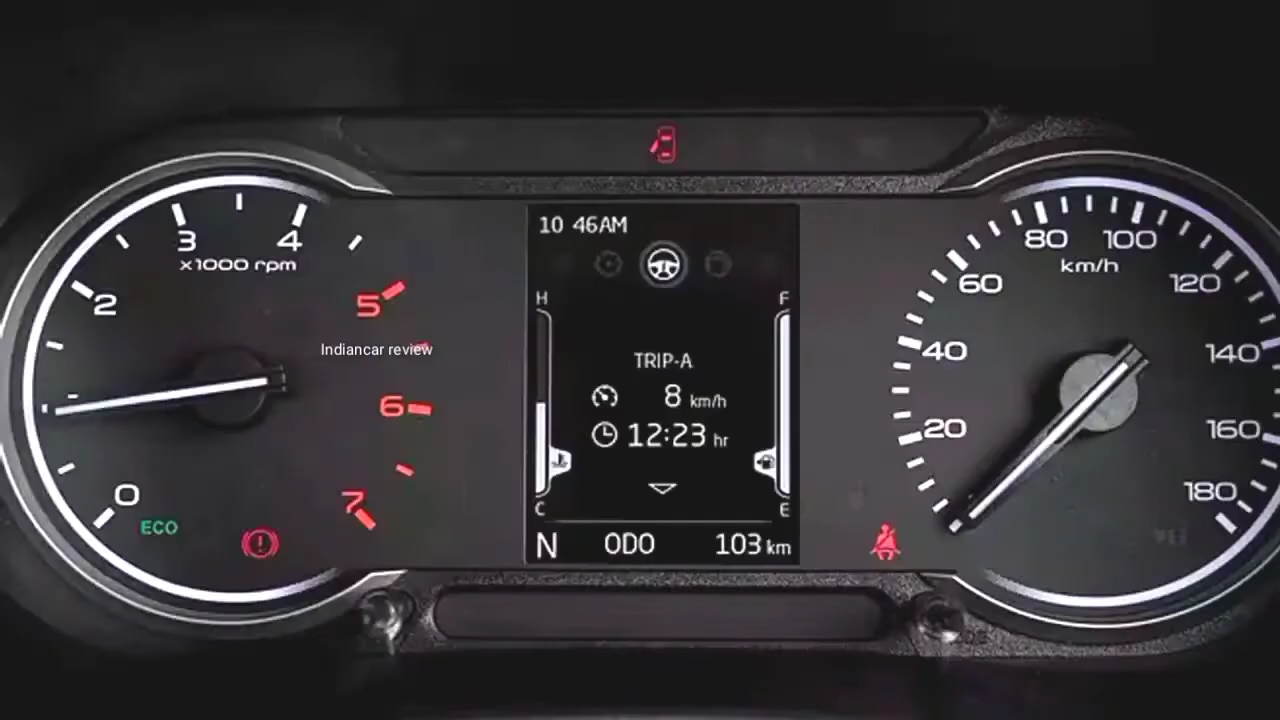 10 46AM
3
4
80
100
x1000 rpm
km/h
2
5
60
120
H
F
Indiancar review
TRIP-A
40
140
8 km/h
6
12:23 hr
20
160
0
7
180
C
E
ECO
N ODO 103 km